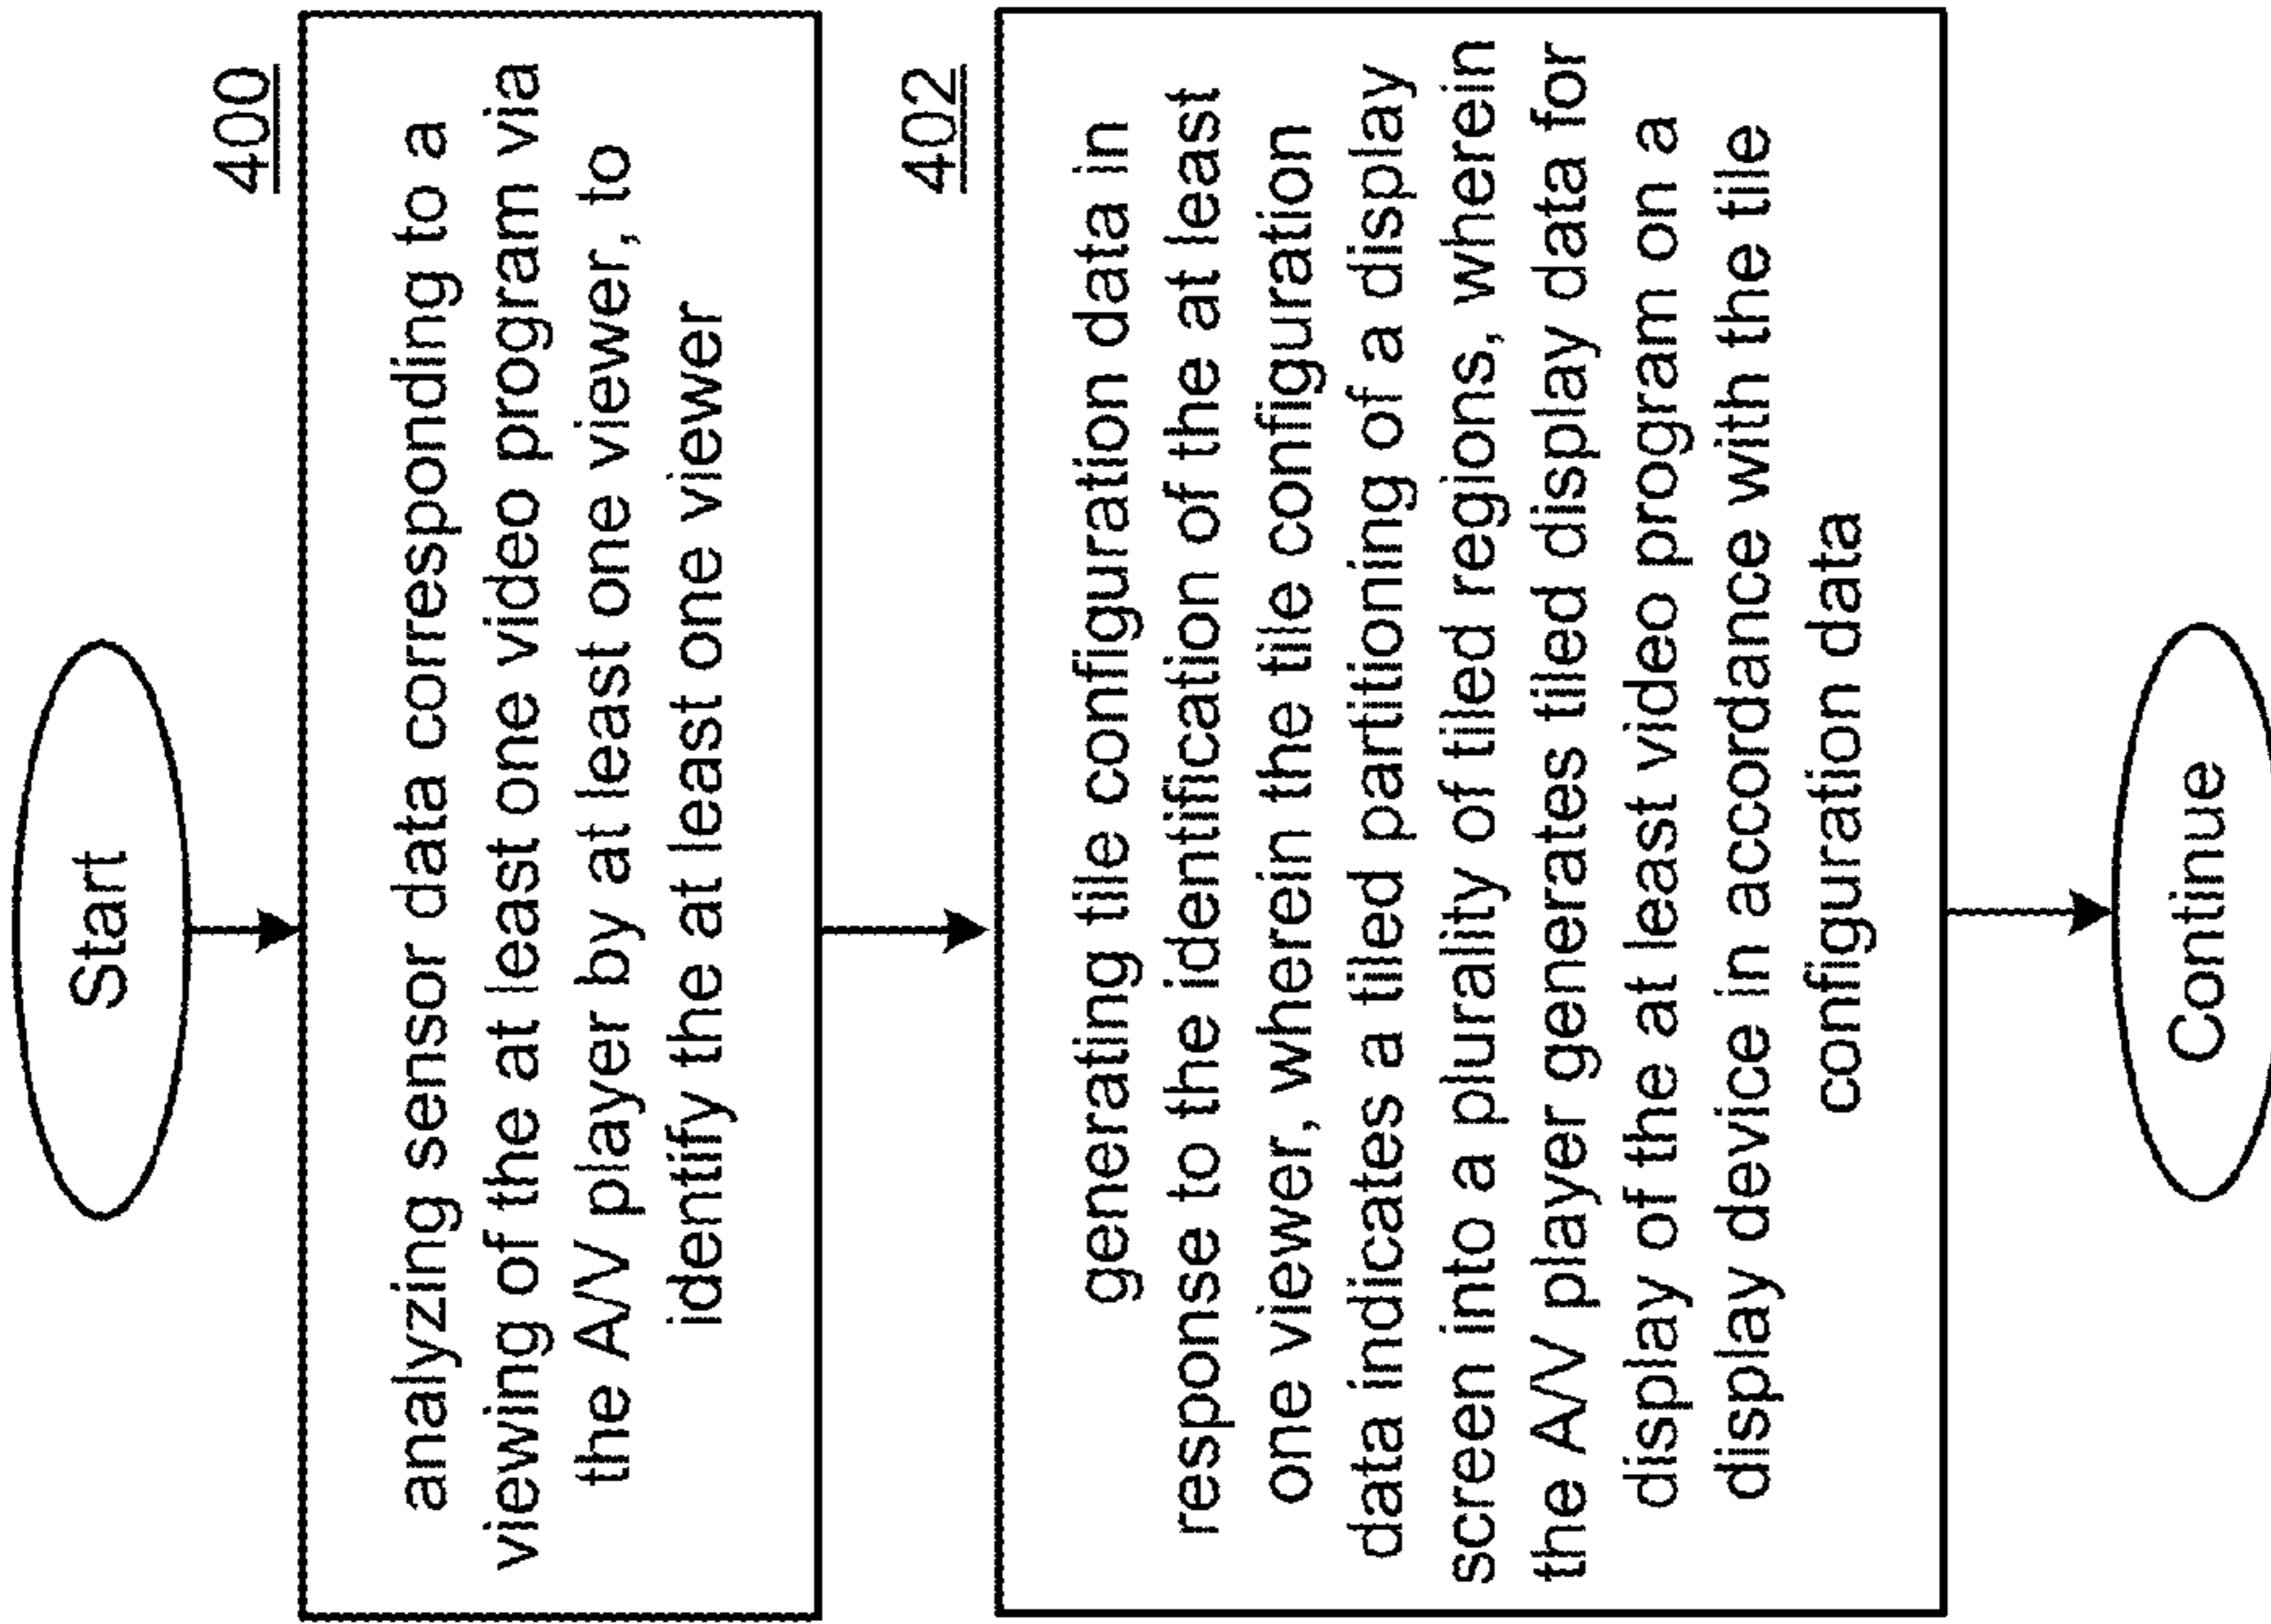 Start
400
analyzing sensor data corresponding to a
viewing of the at least one video program via
the A/V player by at least one viewer, to
identify the at least one viewer
402
generating tile configuration data in
response to the identification of the at least
one viewer, wherein the tile configuration
data indicates a tiled partitioning of a display
screen into a plurality of tiled regions, wherein
the A/V player generates tiled display data for
display of the at least video program on a
display device in accordance with the tile
configuration data
Continue